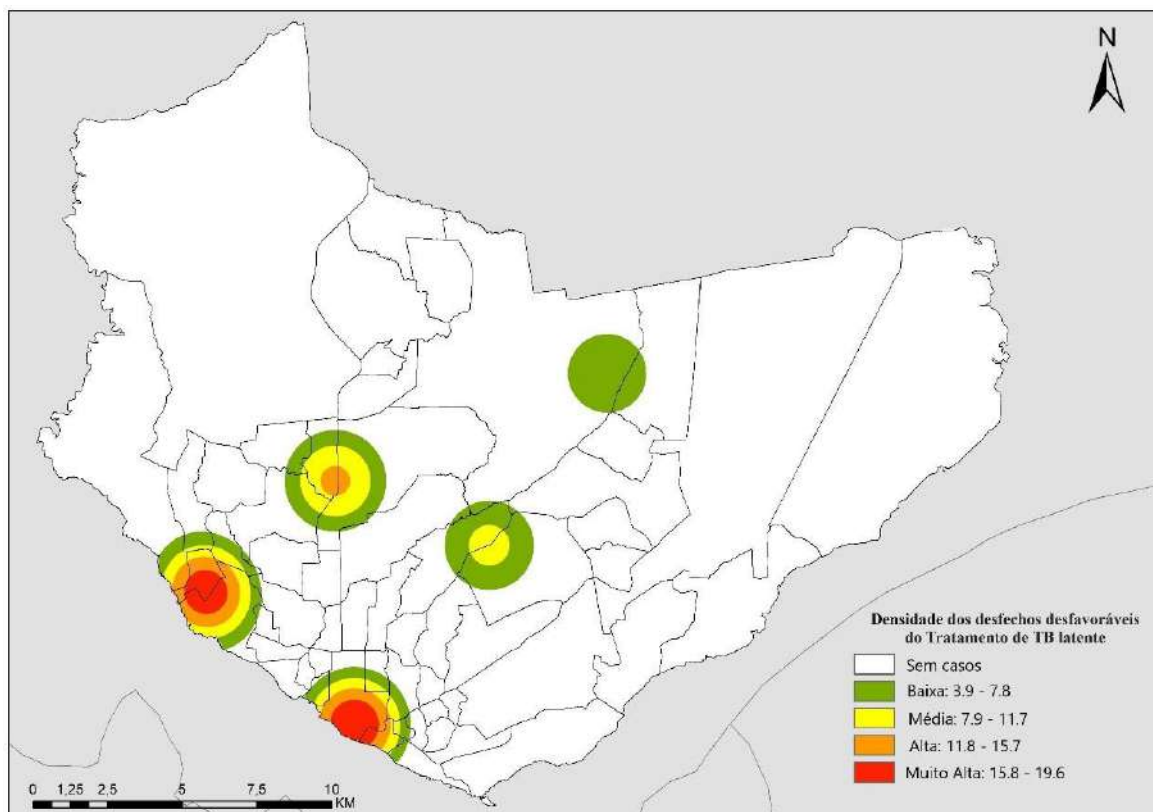 N
Densidade dos desfechos desfavoráveis
do Tratamento de TB latente
Sem casos
Baixa: 3.9 - 7.8
Média: 7.9 - 11.7
Alta: 11.8 - 15.7
Muito Alta: 15.8 - 19.6
0 1,25 2,5 5 7,5 10
KM